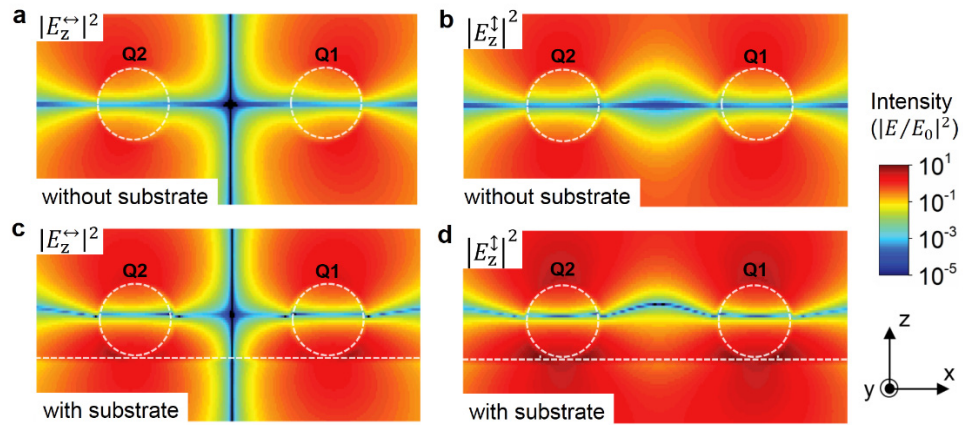 a |E_z^↔|^2
Q2 Q1
without substrate
b |E_z^↕|^2
Q2 Q1
without substrate
c |E_z^↔|^2
Q2 Q1
with substrate
d |E_z^↕|^2
Q2 Q1
with substrate
Intensity
(|E/E_0|^2)
10^1
10^-1
10^-3
10^-5
z
y x